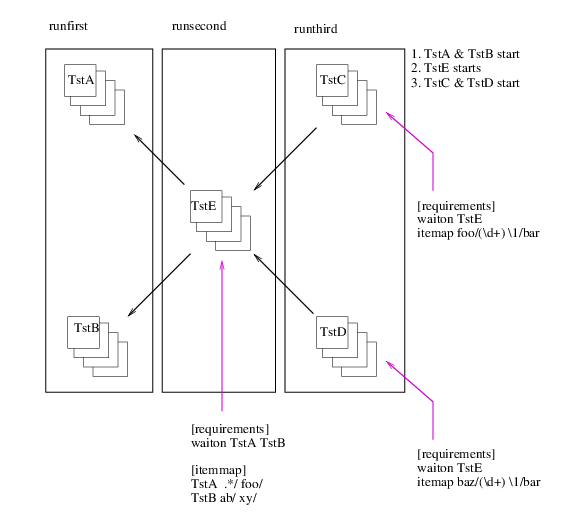 runfirst
runsecond
runthird
1. TstA & TstB start
2. TstE starts
3. TstC & TstD start
TstA
TstC
TstE
TstB
TstD
[requirements]
waiton TstE
itemap foo/(\d+) \1/bar
[requirements]
waiton TstA TstB
[itemmap]
TstA .*/ foo/
TstB ab/ xy/
[requirements]
waiton TstE
itemap baz/(\d+) \1/bar